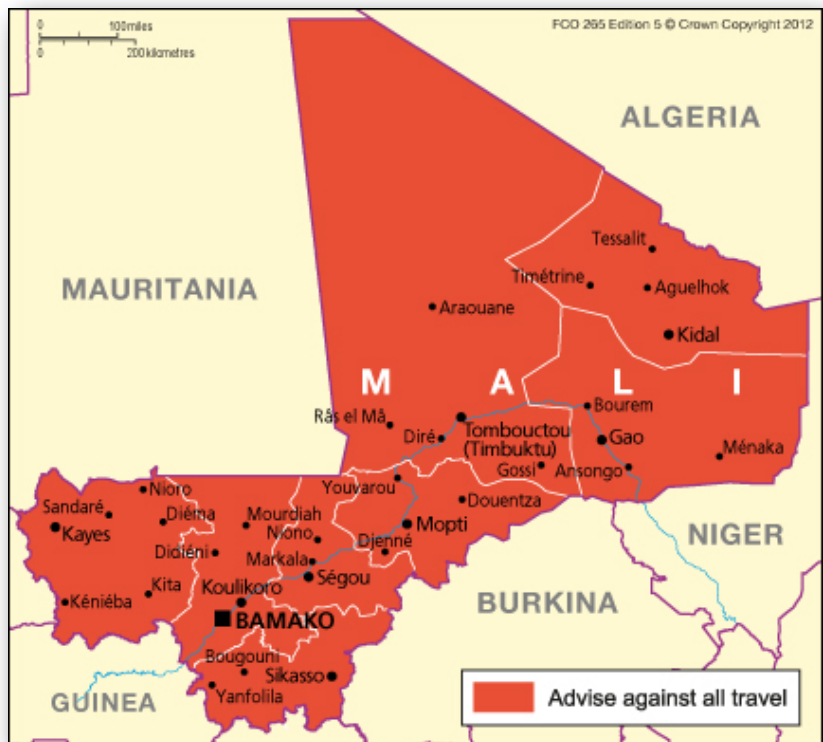 0 100miles
0 200kilometres
FCO 265 Edition 5 © Crown Copyright 2012
ALGERIA
Tessalit
Timétrine
Aguelhok
MAURITANIA
Araouane
Kidal
M A L I
Râs el Mâ
Bourem
Diré
Tombouctou
(Timbuktu)
Gao
Gossi
Ansongo
Ménaka
Youvarou
Nioro
Sandaré
Diéma
Mourdiah
Douentza
Kayes
Niono
Mopti
NIGER
Didiéni
Djenné
Markala
Kita
Ségou
Kéniéba
Koulikoro
BURKINA
BAMAKO
Bougouni
Sikasso
GUINEA
Yanfolila
Advise against all travel